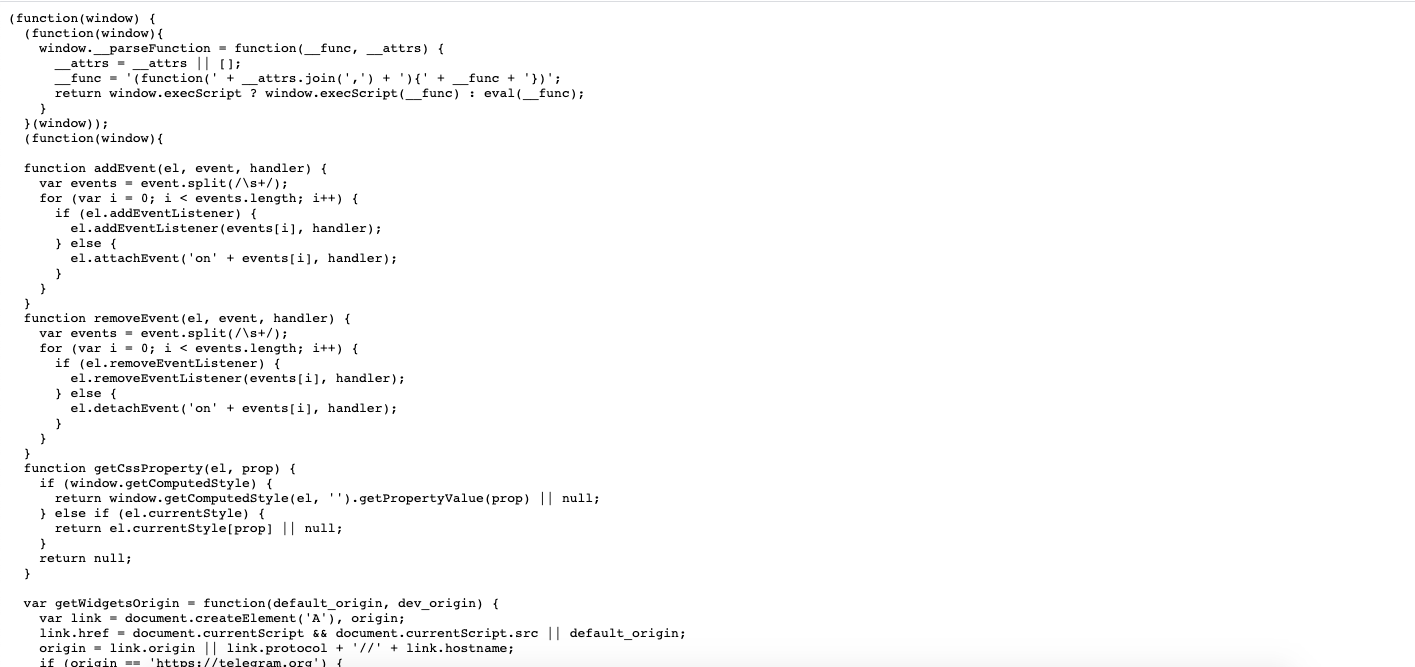 (function(window) {
  (function(window){
    window.__parseFunction = function(__func, __attrs) {
      __attrs = __attrs || [];
      __func = '(function(' + __attrs.join(',') + '){' + __func + '})';
      return window.execScript ? window.execScript(__func) : eval(__func);
    }
  }(window));
  (function(window){

  function addEvent(el, event, handler) {
    var events = event.split(/\s+/);
    for (var i = 0; i < events.length; i++) {
      if (el.addEventListener) {
        el.addEventListener(events[i], handler);
      } else {
        el.attachEvent('on' + events[i], handler);
      }
    }
  }
  function removeEvent(el, event, handler) {
    var events = event.split(/\s+/);
    for (var i = 0; i < events.length; i++) {
      if (el.removeEventListener) {
        el.removeEventListener(events[i], handler);
      } else {
        el.detachEvent('on' + events[i], handler);
      }
    }
  }
  function getCssProperty(el, prop) {
    if (window.getComputedStyle) {
      return window.getComputedStyle(el, '').getPropertyValue(prop) || null;
    } else if (el.currentStyle) {
      return el.currentStyle[prop] || null;
    }
    return null;
  }

  var getWidgetsOrigin = function(default_origin, dev_origin) {
    var link = document.createElement('A'), origin;
    link.href = document.currentScript && document.currentScript.src || default_origin;
    origin = link.origin || link.protocol + '//' + link.hostname;
    if (origin == 'https://telegram.org') {